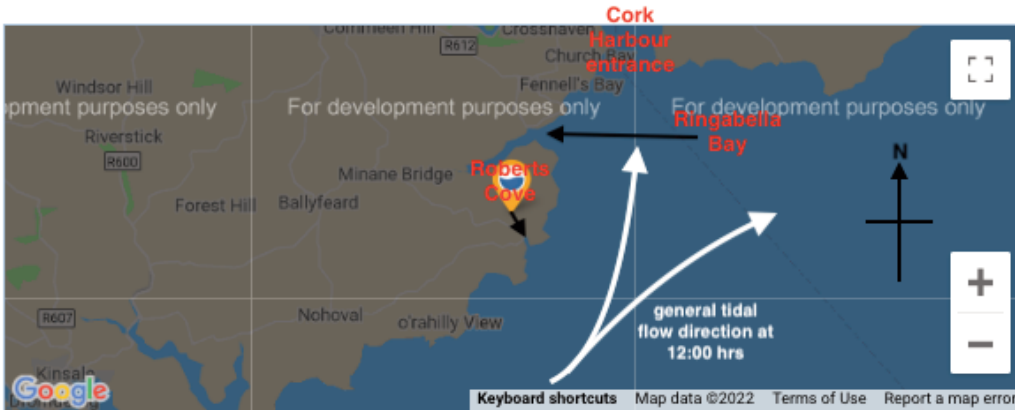 Cork
Harbour
entrance
Commeen Hill
Crosshaven
R612
Church Bay
Windsor Hill
Fennell's Bay
opment purposes only
For development purposes only
For development purposes only
Ringabella
Bay
Riverstick
R600
N
Minane Bridge
Roberts
Cove
Forest Hill
Ballyfeard
general tidal
flow direction at
12:00 hrs
R607
Nohoval
o'rahilly View
Kinsale
Google
Keyboard shortcuts
Map data ©2022
Terms of Use
Report a map error